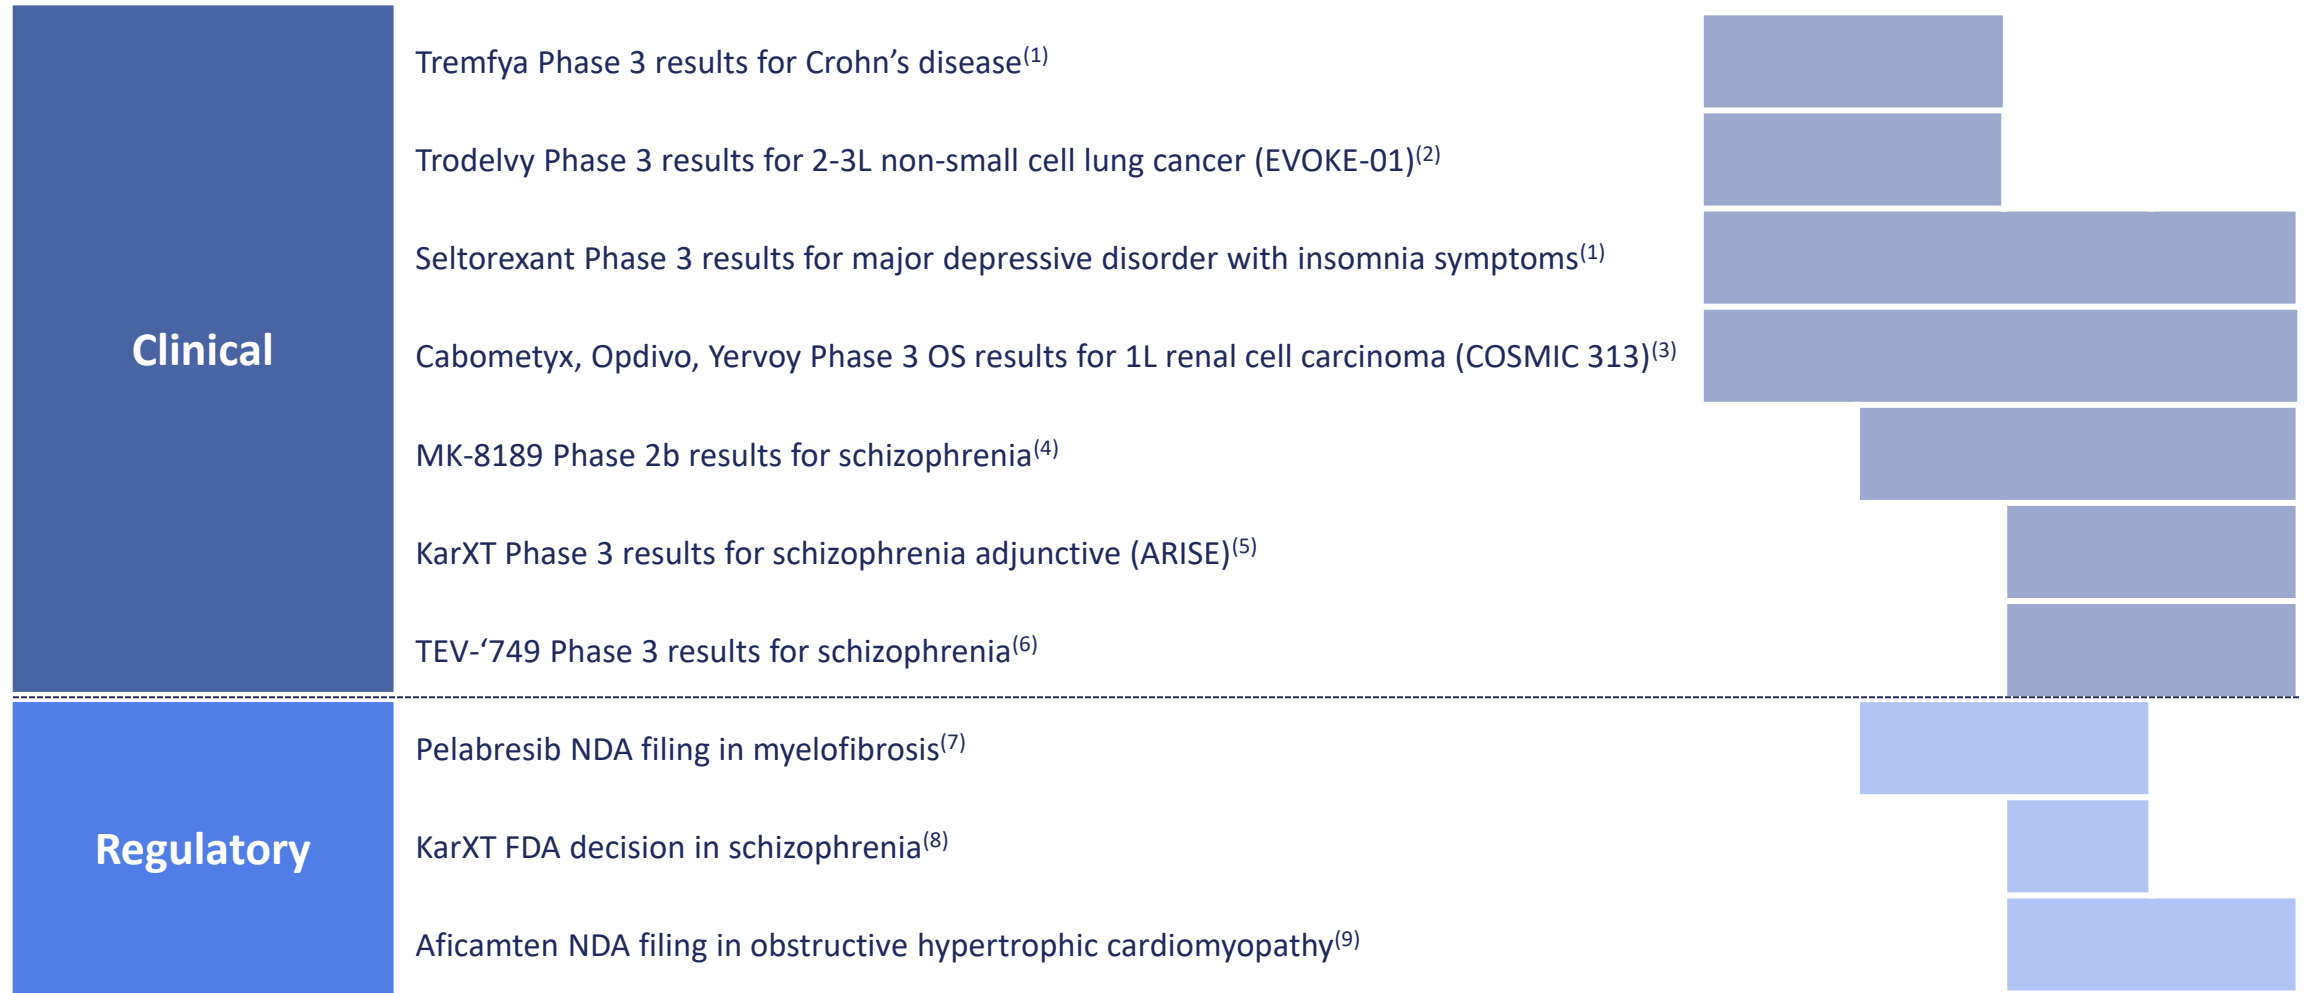 Tremfya Phase 3 results for Crohn’s disease(1)
Trodelvy Phase 3 results for 2-3L non-small cell lung cancer (EVOKE-01)(2)
Seltorexant Phase 3 results for major depressive disorder with insomnia symptoms(1)
Clinical
Cabometyx, Opdivo, Yervoy Phase 3 OS results for 1L renal cell carcinoma (COSMIC 313)(3)
MK-8189 Phase 2b results for schizophrenia(4)
KarXT Phase 3 results for schizophrenia adjunctive (ARISE)(5)
TEV-‘749 Phase 3 results for schizophrenia(6)
Pelabresib NDA filing in myelofibrosis(7)
Regulatory
KarXT FDA decision in schizophrenia(8)
Aficamten NDA filing in obstructive hypertrophic cardiomyopathy(9)